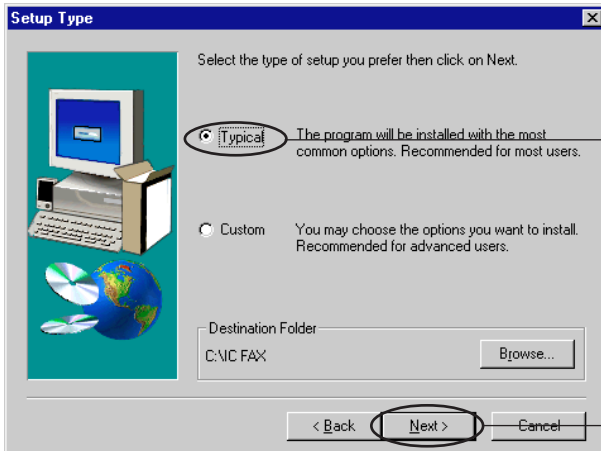 Setup Type
Select the type of setup you prefer then click on Next.
Typical
The program will be installed with the most
common options. Recommended for most users.
Custom
You may choose the options you want to install.
Recommended for advanced users.
Destination Folder
C:\IC FAX
Browse...
< Back
Next >
Cancel